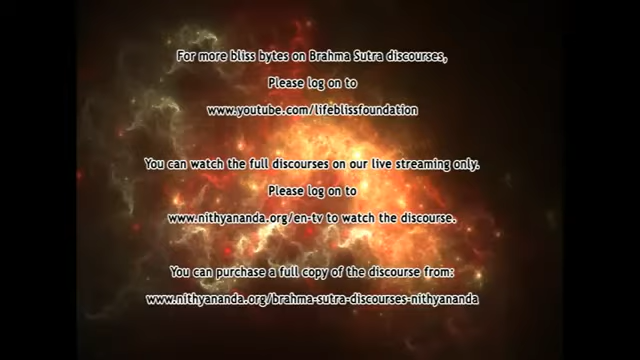 For more bliss bytes on Brahma Sutra discourses,
Please log on to
www.youtube.com/lifeblissfoundation
You can watch the full discourses on our live streaming only.
Please log on to
www.nithyananda.org/en-tv to watch the discourse.
You can purchase a full copy of the discourse from:
www.nithyananda.org/brahma-sutra-discourses-nithyananda